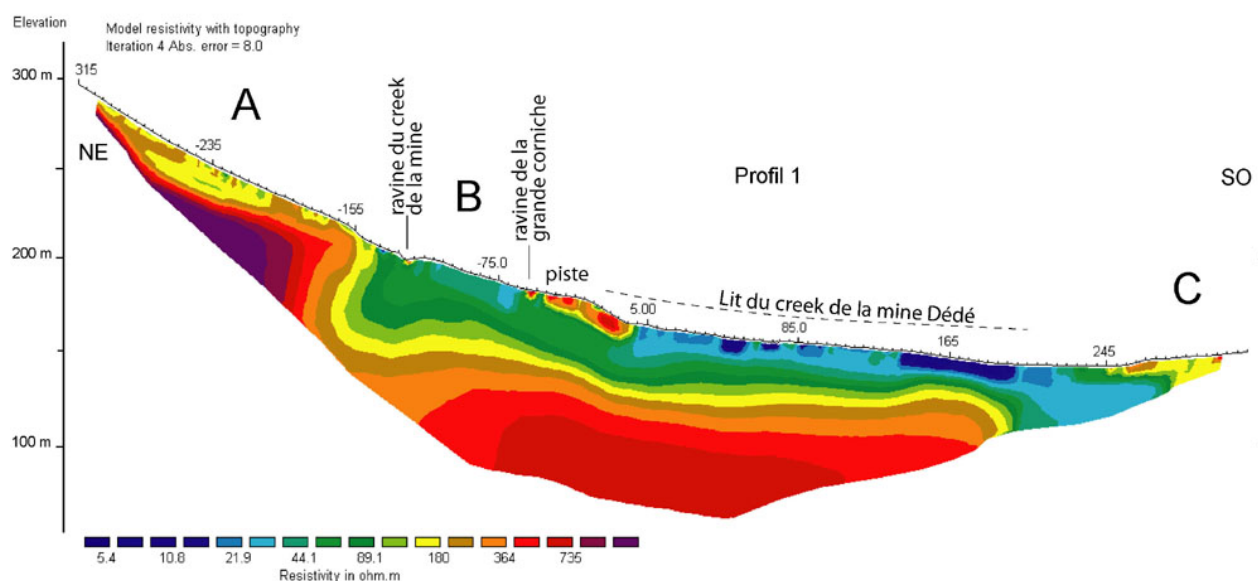 Elevation
Model resistivity with topography
Iteration 4 Abs. error = 8.0
300 m
315
A
NE
-235
ravine du creek
de la mine
-155
B
ravine de la
grande corniche
Profil 1
SO
200 m
-75.0
piste
Lit du creek de la mine Dédé
C
5.00
85.0
165
245
100 m
5.4
10.8
21.9
44.1
89.1
180
364
735
Resistivity in ohm.m